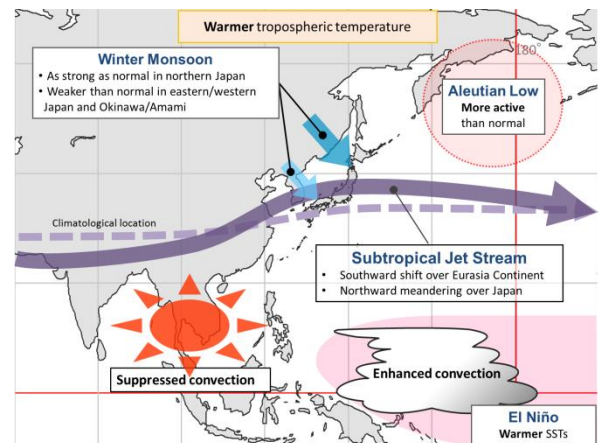 Warmer tropospheric temperature
Winter Monsoon
• As strong as normal in northern Japan
• Weaker than normal in eastern/western
Japan and Okinawa/Amami
180°
Aleutian Low
More active
than normal
Climatological location
Subtropical Jet Stream
• Southward shift over Eurasia Continent
• Northward meandering over Japan
Suppressed convection
Enhanced convection
El Niño
Warmer SSTs